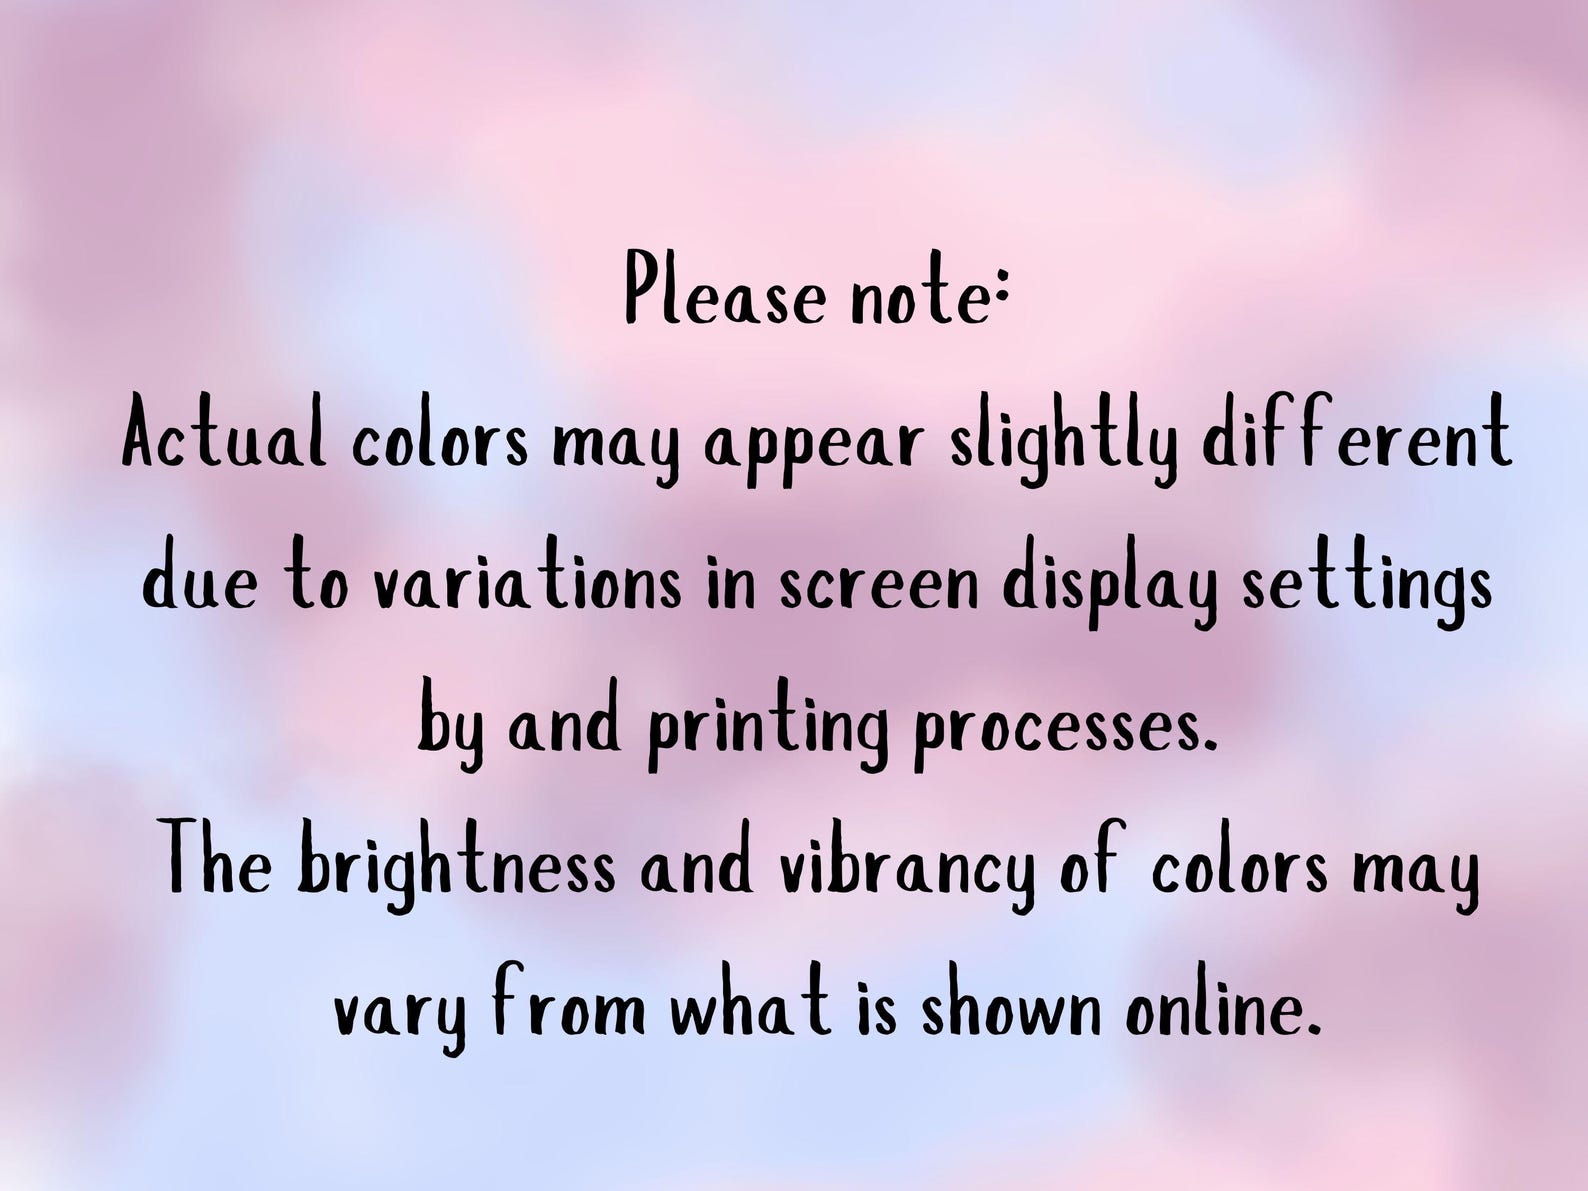 Please note:
Actual colors may appear slightly different
due to variations in screen display settings
by and printing processes.
The brightness and vibrancy of colors may
vary from what is shown online.